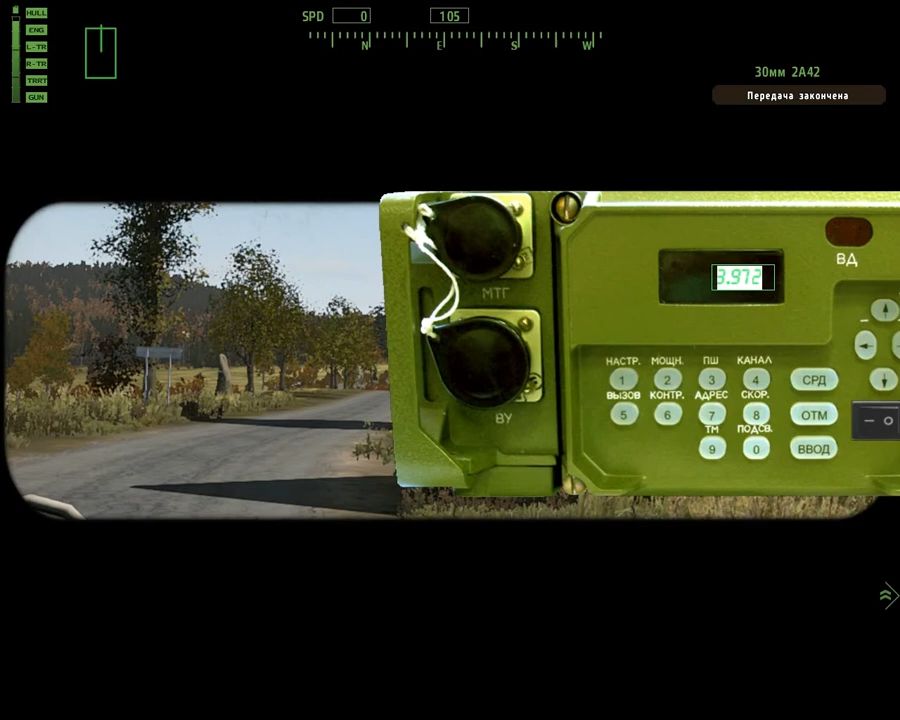 HULL
ENG
L-TR
R-TR
TRRT
GUN
SPD 0 105
N E S W
30мм 2А42
Передача закончена
МТГ
ВУ
3.972
ВД
НАСТР. МОЩН. ПШ КАНАЛ
1 2 3 4 СРД
ВЫЗОВ КОНТР. АДРЕС СКОР.
5 6 7 8 ОТМ
ТМ ПОДСВ.
9 0 ВВОД
– O